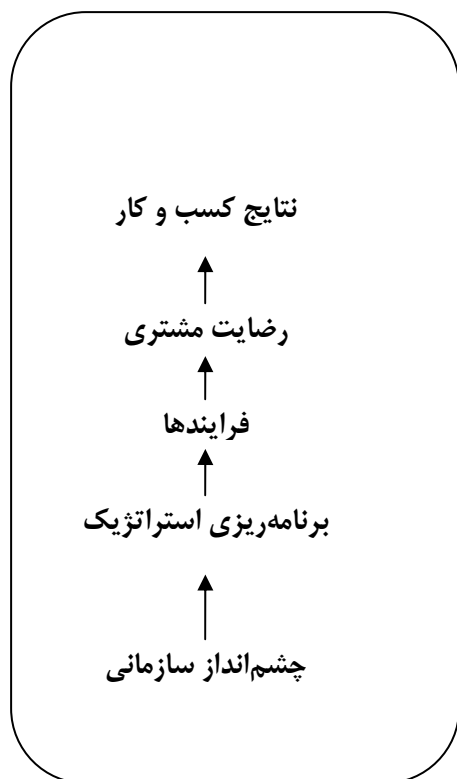 نتایج کسب و کار
رضایت مشتری
فرایندها
برنامه‌ریزی استراتژیک
چشم‌انداز سازمانی